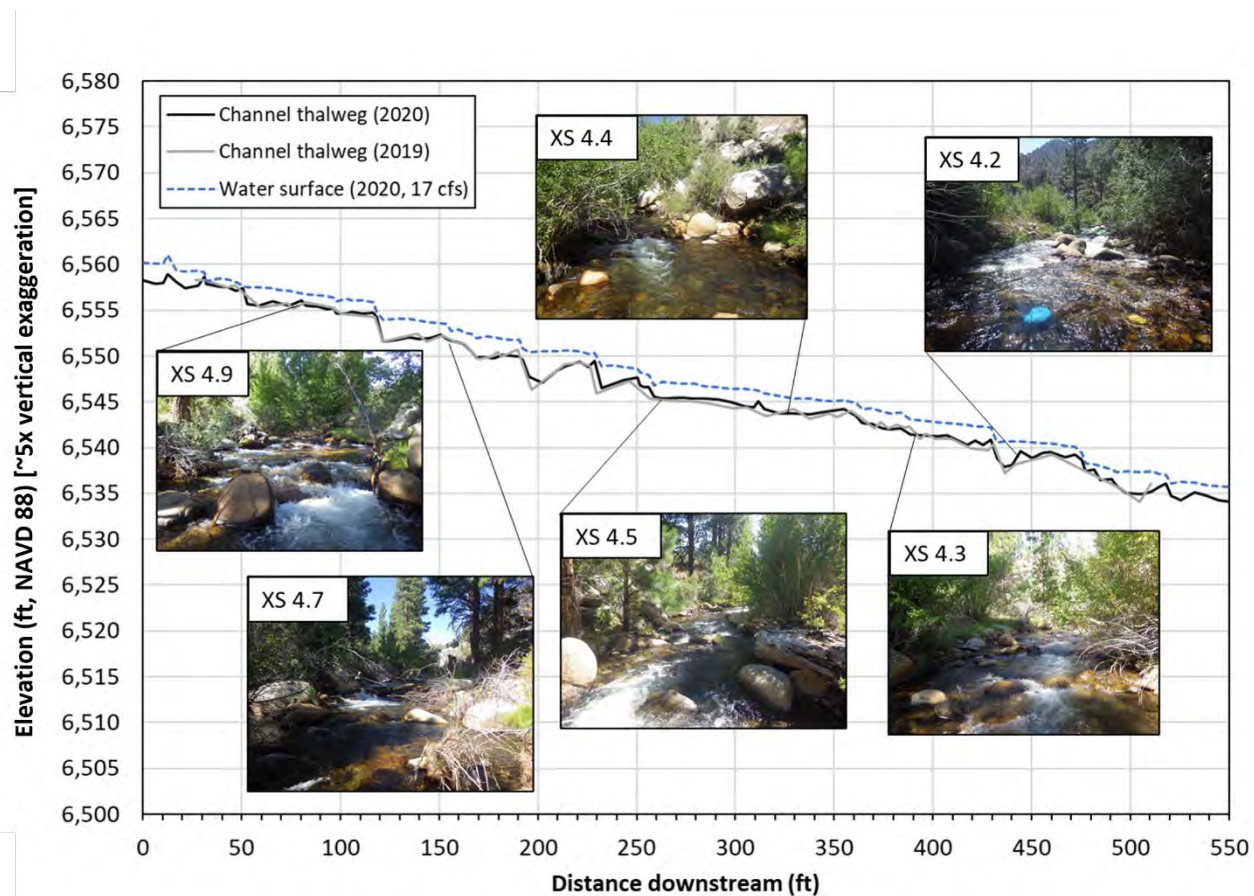 6,580
6,575
6,570
6,565
6,560
6,555
6,550
6,545
6,540
6,535
6,530
6,525
6,520
6,515
6,510
6,505
6,500
Elevation (ft, NAVD 88) [~5x vertical exaggeration]
Channel thalweg (2020)
Channel thalweg (2019)
Water surface (2020, 17 cfs)
XS 4.4
XS 4.2
XS 4.9
XS 4.7
XS 4.5
XS 4.3
0 50 100 150 200 250 300 350 400 450 500 550
Distance downstream (ft)